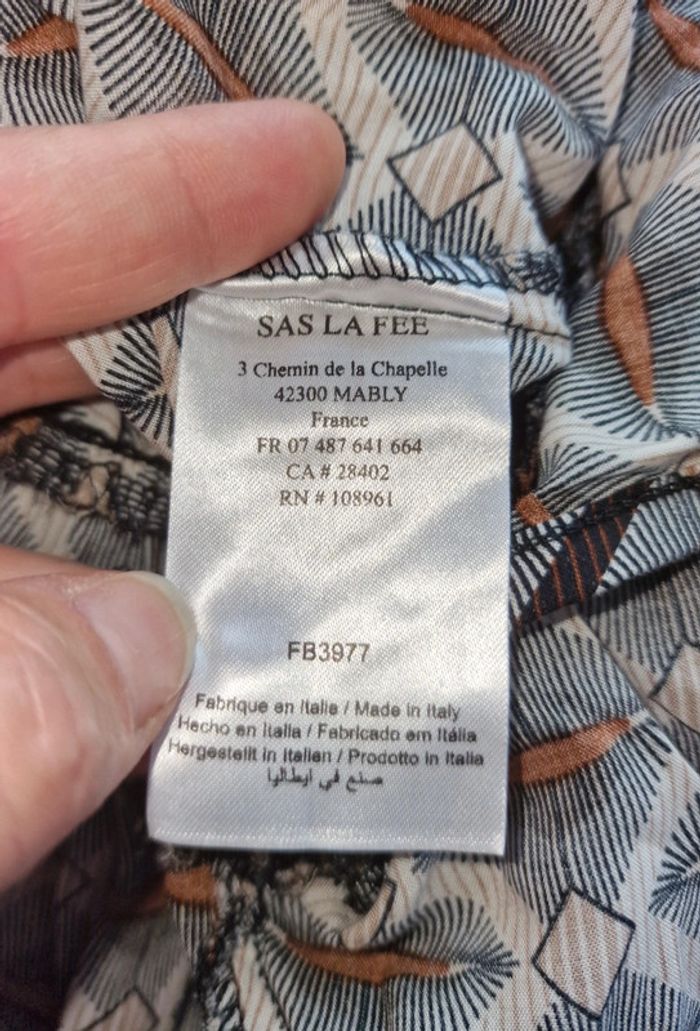 SAS LA FEE
3 Chemin de la Chapelle
42300 MABLY
France
FR 07 487 641 664
CA # 28402
RN # 108961
FB3977
Fabrique en Italie / Made in Italy
Hecho en Italia / Fabricado em Itália
Hergestellt in Italien / Prodotto in Italia
صنع في ايطاليا